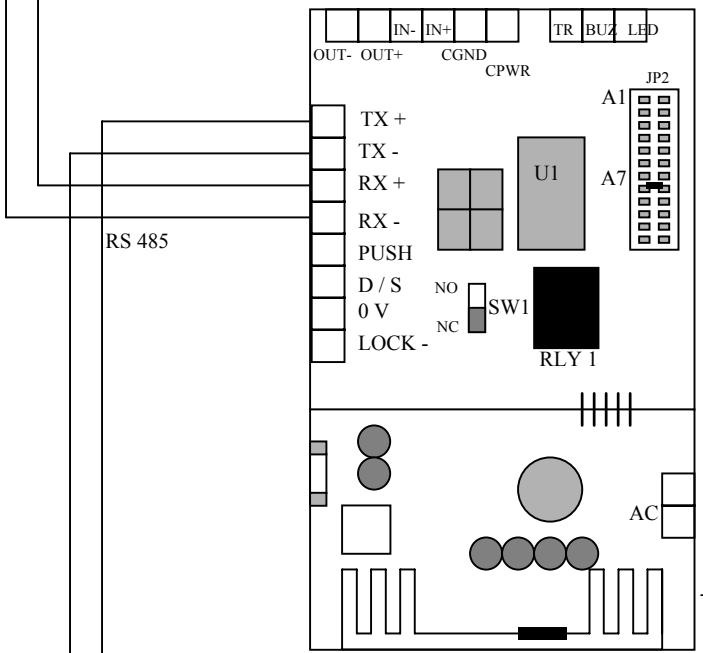 IN- IN+ TR BUZ LED
OUT- OUT+ CGND
CPWR
JP2
A1
TX +
TX -
U1
A7
RX +
RX -
RS 485
PUSH
D / S
NO
0 V
SW1
NC
LOCK -
RLY 1
AC